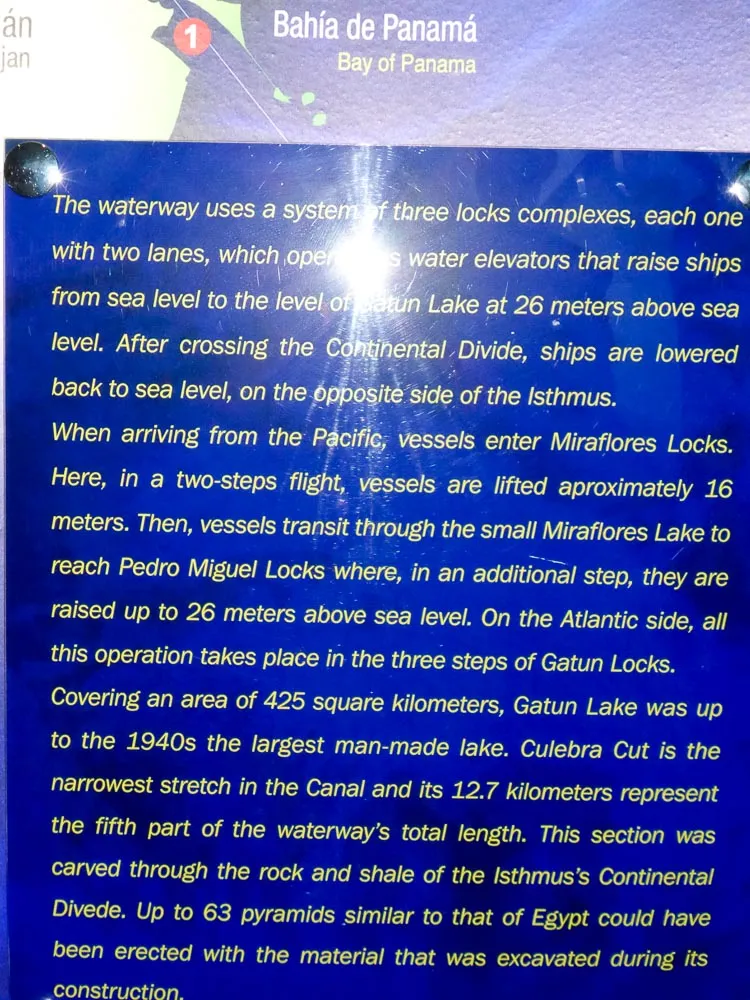 án
jan
1
Bahía de Panamá
Bay of Panama
The waterway uses a system of three locks complexes, each one
with two lanes, which water elevators that raise ships
from sea level to the level of Gatun Lake at 26 meters above sea
level. After crossing the Continental Divide, ships are lowered
back to sea level, on the opposite side of the Isthmus.
When arriving from the Pacific, vessels enter Miraflores Locks.
Here, in a two-steps flight, vessels are lifted aproximately 16
meters. Then, vessels transit through the small Miraflores Lake to
reach Pedro Miguel Locks where, in an additional step, they are
raised up to 26 meters above sea level. On the Atlantic side, all
this operation takes place in the three steps of Gatun Locks.
Covering an area of 425 square kilometers, Gatun Lake was up
to the 1940s the largest man-made lake. Culebra Cut is the
narrowest stretch in the Canal and its 12.7 kilometers represent
the fifth part of the waterway's total length. This section was
carved through the rock and shale of the Isthmus's Continental
Divede. Up to 63 pyramids similar to that of Egypt could have
been erected with the material that was excavated during its
construction.